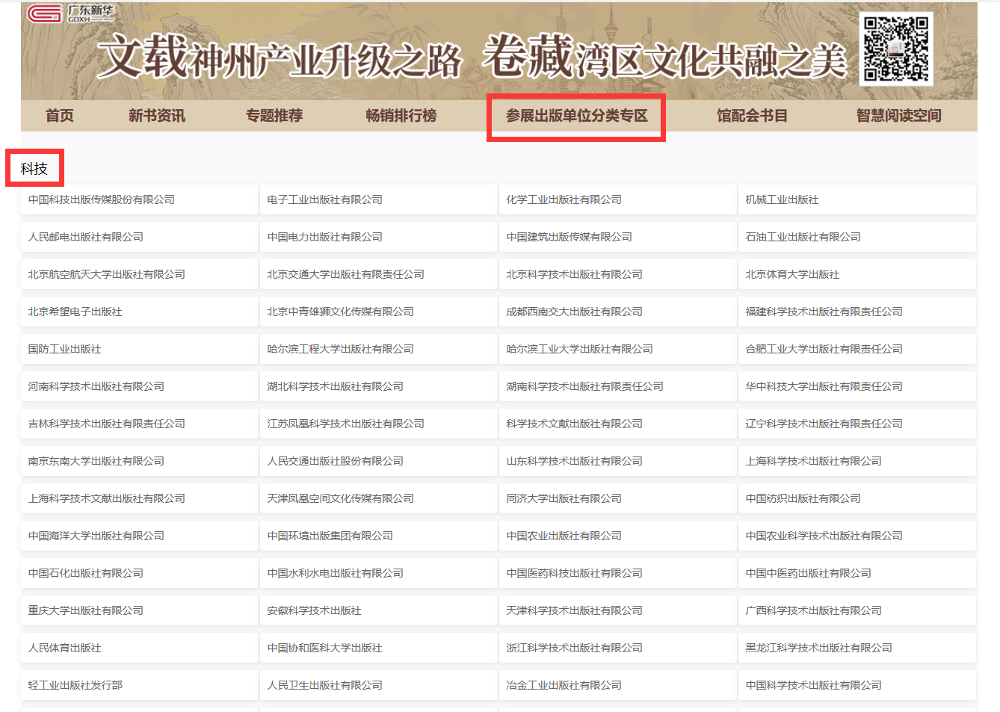 广东新华
GDXH
文载神州产业升级之路 卷藏湾区文化共融之美
首页 新书资讯 专题推荐 畅销排行榜 参展出版单位分类专区 馆配会书目 智慧阅读空间
科技
中国科技出版传媒股份有限公司 电子工业出版社有限公司 化学工业出版社有限公司 机械工业出版社
人民邮电出版社有限公司 中国电力出版社有限公司 中国建筑出版传媒有限公司 石油工业出版社有限公司
北京航空航天大学出版社有限公司 北京交通大学出版社有限责任公司 北京科学技术出版社有限公司 北京体育大学出版社
北京希望电子出版社 北京中青雄狮文化传媒有限公司 成都西南交大出版社有限公司 福建科学技术出版社有限责任公司
国防工业出版社 哈尔滨工程大学出版社有限公司 哈尔滨工业大学出版社有限公司 合肥工业大学出版社有限责任公司
河南科学技术出版社有限公司 湖北科学技术出版社有限公司 湖南科学技术出版社有限责任公司 华中科技大学出版社有限责任公司
吉林科学技术出版社有限责任公司 江苏凤凰科学技术出版社有限公司 科学技术文献出版社有限公司 辽宁科学技术出版社有限责任公司
南京东南大学出版社有限公司 人民交通出版社股份有限公司 山东科学技术出版社有限公司 上海科学技术出版社有限公司
上海科学技术文献出版社有限公司 天津凤凰空间文化传媒有限公司 同济大学出版社有限公司 中国纺织出版社有限公司
中国海洋大学出版社有限公司 中国环境出版集团有限公司 中国农业出版社有限公司 中国农业科学技术出版社有限公司
中国石化出版社有限公司 中国水利水电出版社有限公司 中国医药科技出版社有限公司 中国中医药出版社有限公司
重庆大学出版社有限公司 安徽科学技术出版社 天津科学技术出版社有限公司 广西科学技术出版社有限公司
人民体育出版社 中国协和医科大学出版社 浙江科学技术出版社有限公司 黑龙江科学技术出版社有限公司
轻工业出版社发行部 人民卫生出版社有限公司 冶金工业出版社有限公司 中国科学技术出版社有限公司